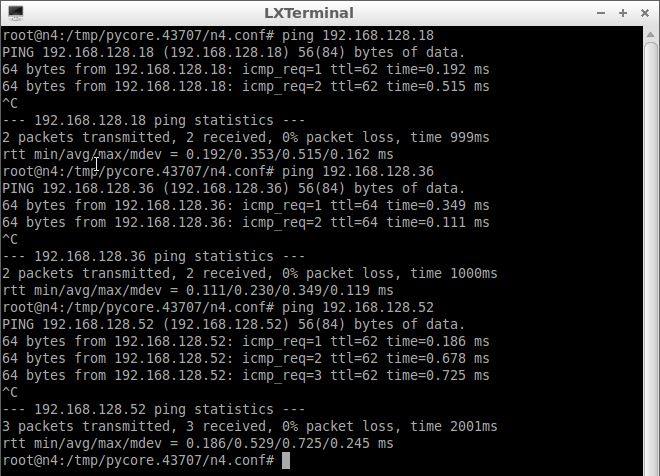 LXTerminal
root@n4:/tmp/pycore.43707/n4.conf# ping 192.168.128.18
PING 192.168.128.18 (192.168.128.18) 56(84) bytes of data.
64 bytes from 192.168.128.18: icmp_req=1 ttl=62 time=0.192 ms
64 bytes from 192.168.128.18: icmp_req=2 ttl=62 time=0.515 ms
^C
--- 192.168.128.18 ping statistics ---
2 packets transmitted, 2 received, 0% packet loss, time 999ms
rtt min/avg/max/mdev = 0.192/0.353/0.515/0.162 ms
root@n4:/tmp/pycore.43707/n4.conf# ping 192.168.128.36
PING 192.168.128.36 (192.168.128.36) 56(84) bytes of data.
64 bytes from 192.168.128.36: icmp_req=1 ttl=64 time=0.349 ms
64 bytes from 192.168.128.36: icmp_req=2 ttl=64 time=0.111 ms
^C
--- 192.168.128.36 ping statistics ---
2 packets transmitted, 2 received, 0% packet loss, time 1000ms
rtt min/avg/max/mdev = 0.111/0.230/0.349/0.119 ms
root@n4:/tmp/pycore.43707/n4.conf# ping 192.168.128.52
PING 192.168.128.52 (192.168.128.52) 56(84) bytes of data.
64 bytes from 192.168.128.52: icmp_req=1 ttl=62 time=0.186 ms
64 bytes from 192.168.128.52: icmp_req=2 ttl=62 time=0.678 ms
64 bytes from 192.168.128.52: icmp_req=3 ttl=62 time=0.725 ms
^C
--- 192.168.128.52 ping statistics ---
3 packets transmitted, 3 received, 0% packet loss, time 2001ms
rtt min/avg/max/mdev = 0.186/0.529/0.725/0.245 ms
root@n4:/tmp/pycore.43707/n4.conf#